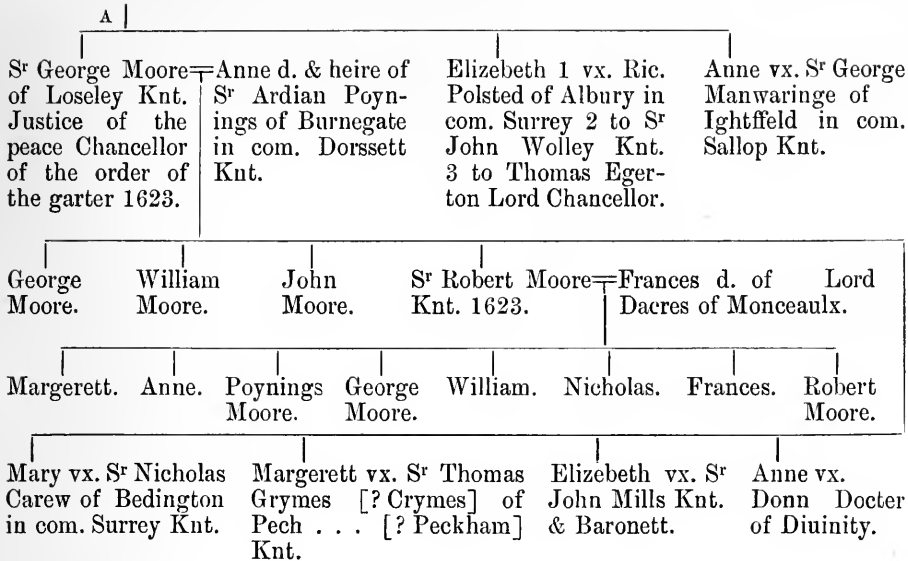 A
Sr George Moore
of Loseley Knt.
Justice of the
peace Chancellor
of the order of
the garter 1623.
Anne d. & heire of
Sr Ardian Poyn-
ings of Burnegate
in com. Dorssett
Knt.
Elizebeth 1 vx. Ric.
Polsted of Albury in
com. Surrey 2 to Sr
John Wolley Knt.
3 to Thomas Eger-
ton Lord Chancellor.
Anne vx. Sr George
Manwaringe of
Ightffeld in com.
Sallop Knt.
George
Moore.
William
Moore.
John
Moore.
Sr Robert Moore
Knt. 1623.
Frances d. of Lord
Dacres of Monceaulx.
Margerett.
Anne.
Poynings
Moore.
George
Moore.
William.
Nicholas.
Frances.
Robert
Moore.
Mary vx. Sr Nicholas
Carew of Bedington
in com. Surrey Knt.
Margerett vx. Sr Thomas
Grymes [? Crymes] of
Pech . . . [? Peckham]
Knt.
Elizebeth vx. Sr
John Mills Knt.
& Baronett.
Anne vx.
Donn Docter
of Diuinity.